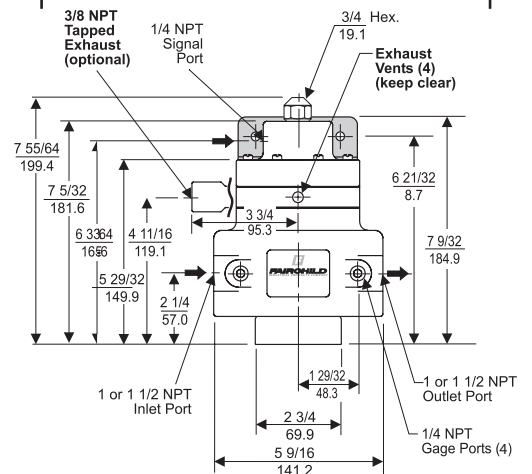 3/8 NPT
Tapped
Exhaust
(optional)
1/4 NPT
Signal
Port
3/4 Hex.
19.1
Exhaust
Vents (4)
(keep clear)
7 55/64
199.4
7 5/32
181.6
5 29/32
149.9
4 11/16
119.1
2 1/4
57.0
3 3/4
95.3
6 21/32
8.7
7 9/32
184.9
FAIRCHILD
1 or 1 1/2 NPT
Inlet Port
1 29/32
48.3
2 3/4
69.9
5 9/16
141.2
1 or 1 1/2 NPT
Outlet Port
1/4 NPT
Gage Ports (4)